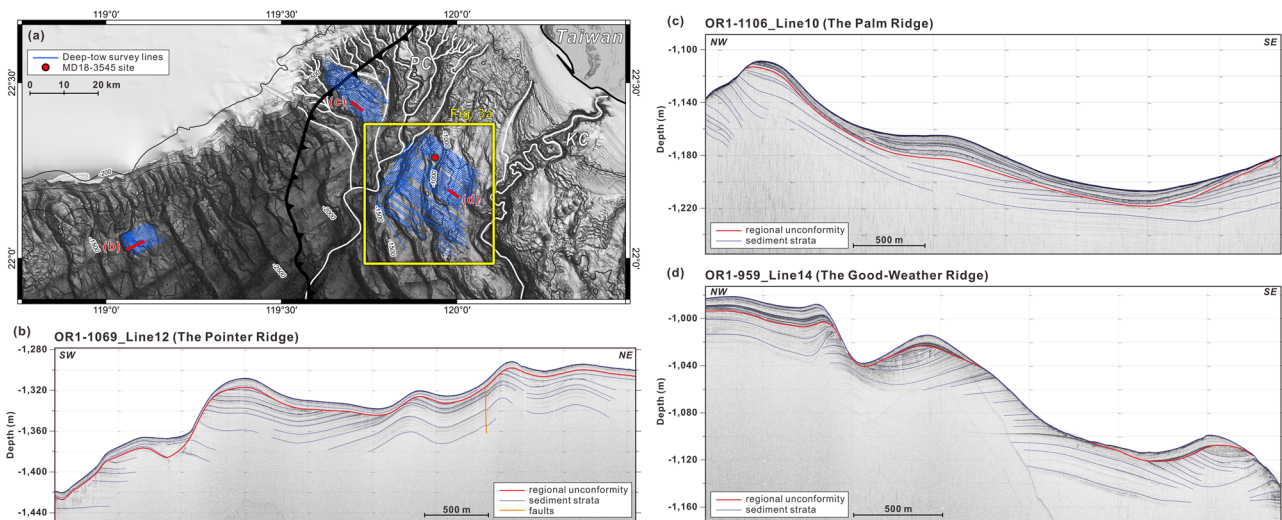 119°0'
119°30'
120°0'
(a)
Taiwan
Deep-tow survey lines
MD18-3545 site
0 10 20 km
PC
KC
Fig. 3a
(c)
(d)
(b)
22°30'
22°0'
22°30'
22°0'
-200
-2000
119°0'
119°30'
120°0'
(b)
OR1-1069_Line12 (The Pointer Ridge)
-1,280
-1,320
-1,360
-1,400
-1,440
Depth (m)
SW
NE
regional unconformity
sediment strata
faults
500 m
(c)
OR1-1106_Line10 (The Palm Ridge)
-1,100
-1,140
-1,180
-1,220
Depth (m)
NW
SE
regional unconformity
sediment strata
500 m
(d)
OR1-959_Line14 (The Good-Weather Ridge)
-1,000
-1,040
-1,080
-1,120
-1,160
Depth (m)
NW
SE
regional unconformity
sediment strata
500 m